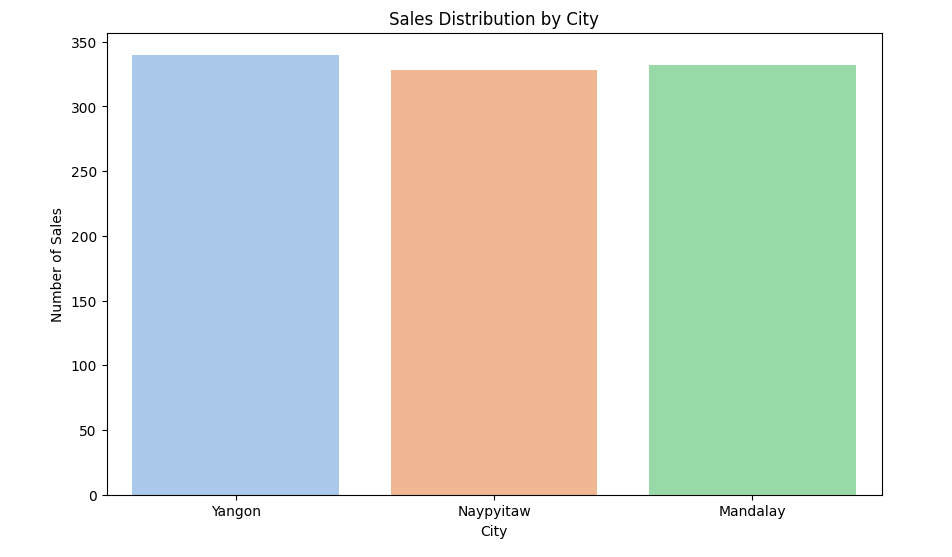 Sales Distribution by City
Number of Sales
350
300
250
200
150
100
50
0
Yangon
Naypyitaw
Mandalay
City